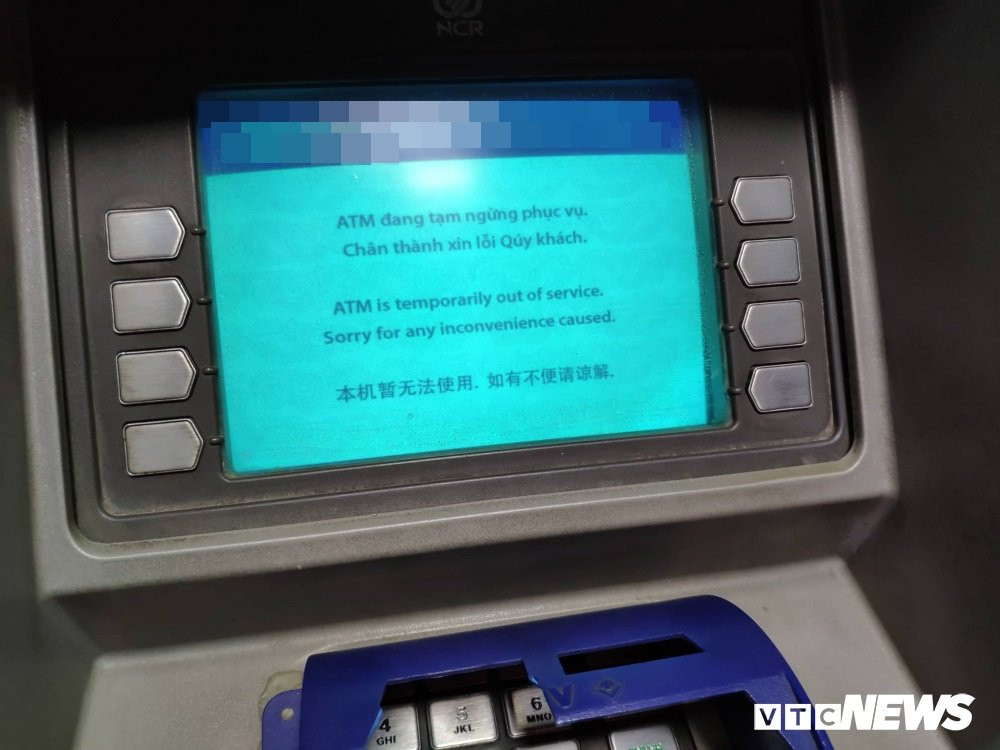 NCR
ATM đang tạm ngừng phục vụ.
Chân thành xin lỗi Qúy khách.
ATM is temporarily out of service.
Sorry for any inconvenience caused.
本机暂无法使用. 如有不便请谅解.
4
GHI
5
JKL
6
MNO
VTC NEWS